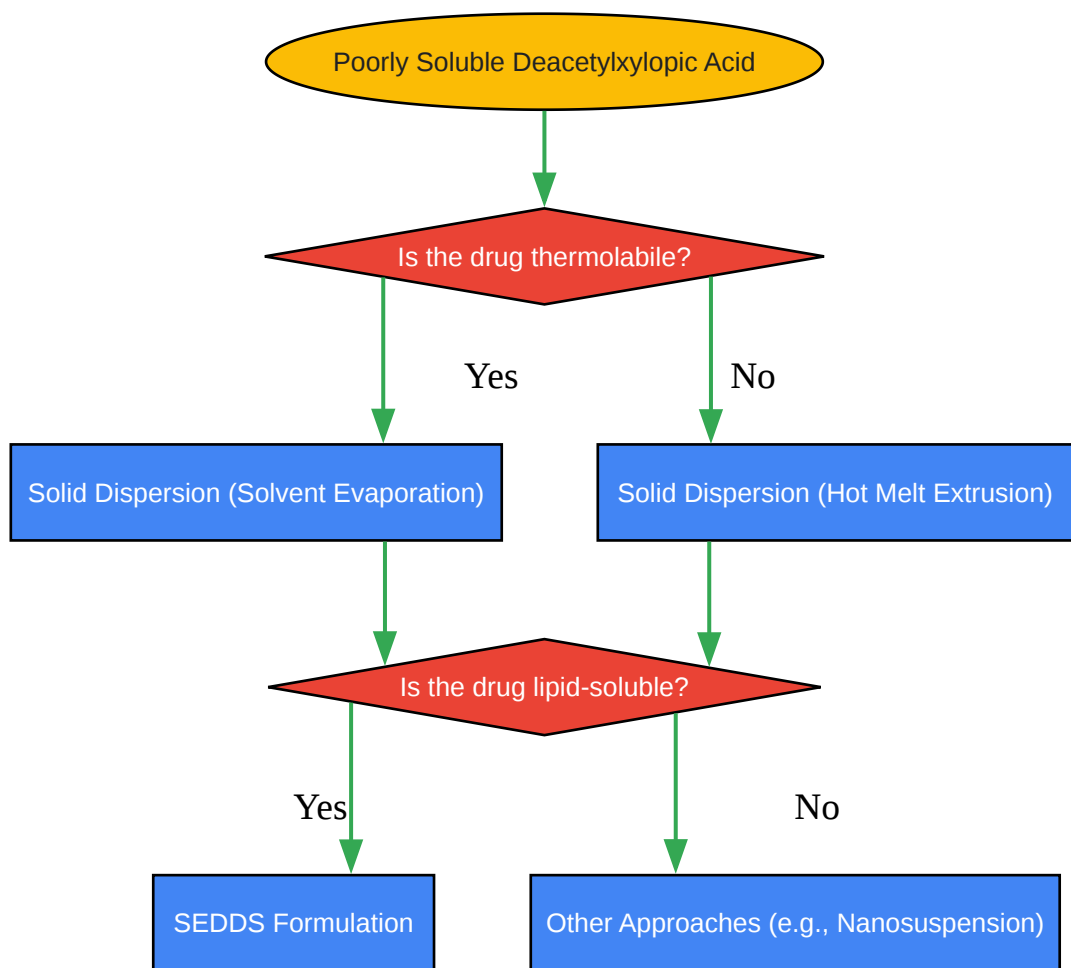 Poorly Soluble Deacetylxylopic Acid
Is the drug thermolabile?
Yes
No
Solid Dispersion (Solvent Evaporation)
Solid Dispersion (Hot Melt Extrusion)
Is the drug lipid-soluble?
Yes
No
SEDDS Formulation
Other Approaches (e.g., Nanosuspension)